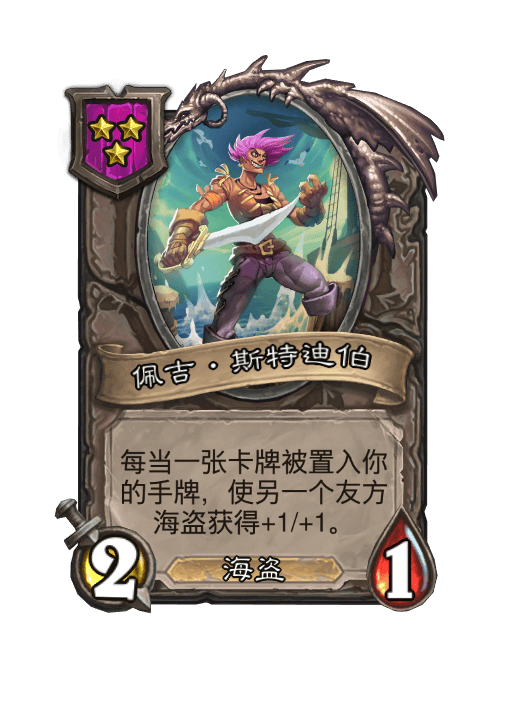 佩吉·斯特迪伯
每当一张卡牌被置入你
的手牌，使另一个友方
海盗获得+1/+1。
2
海盗
1